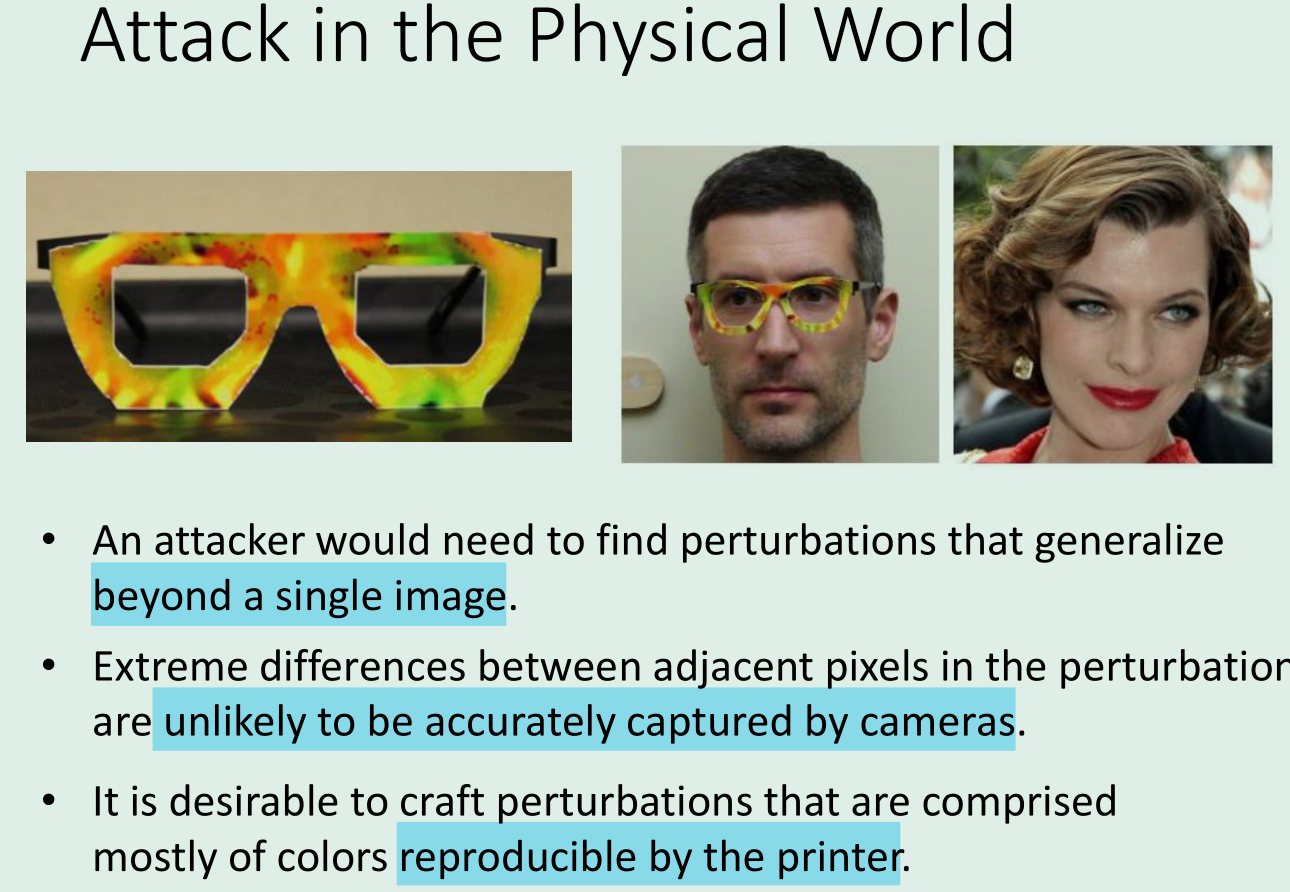 Attack in the Physical World
• An attacker would need to find perturbations that generalize
beyond a single image.
• Extreme differences between adjacent pixels in the perturbation
are unlikely to be accurately captured by cameras.
• It is desirable to craft perturbations that are comprised
mostly of colors reproducible by the printer.